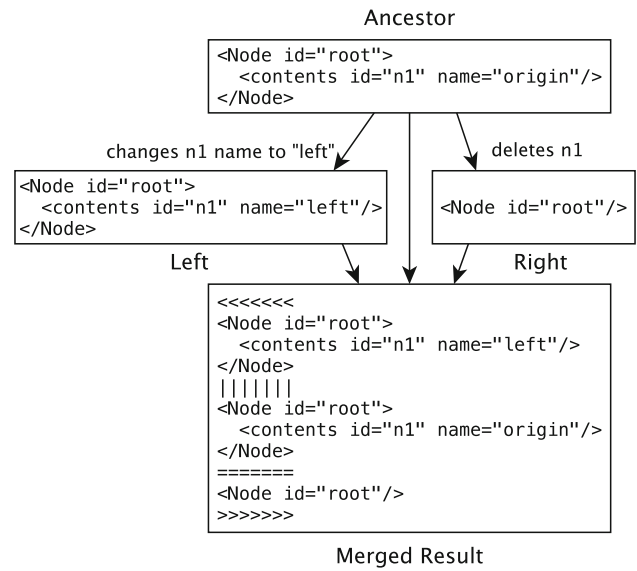 Ancestor
<Node id="root">
  <contents id="n1" name="origin"/>
</Node>
changes n1 name to "left"
deletes n1
<Node id="root">
  <contents id="n1" name="left"/>
</Node>
<Node id="root"/>
Left
Right
<<<<<<<
<Node id="root">
  <contents id="n1" name="left"/>
</Node>
|||||||
<Node id="root">
  <contents id="n1" name="origin"/>
</Node>
=======
<Node id="root"/>
>>>>>>>
Merged Result